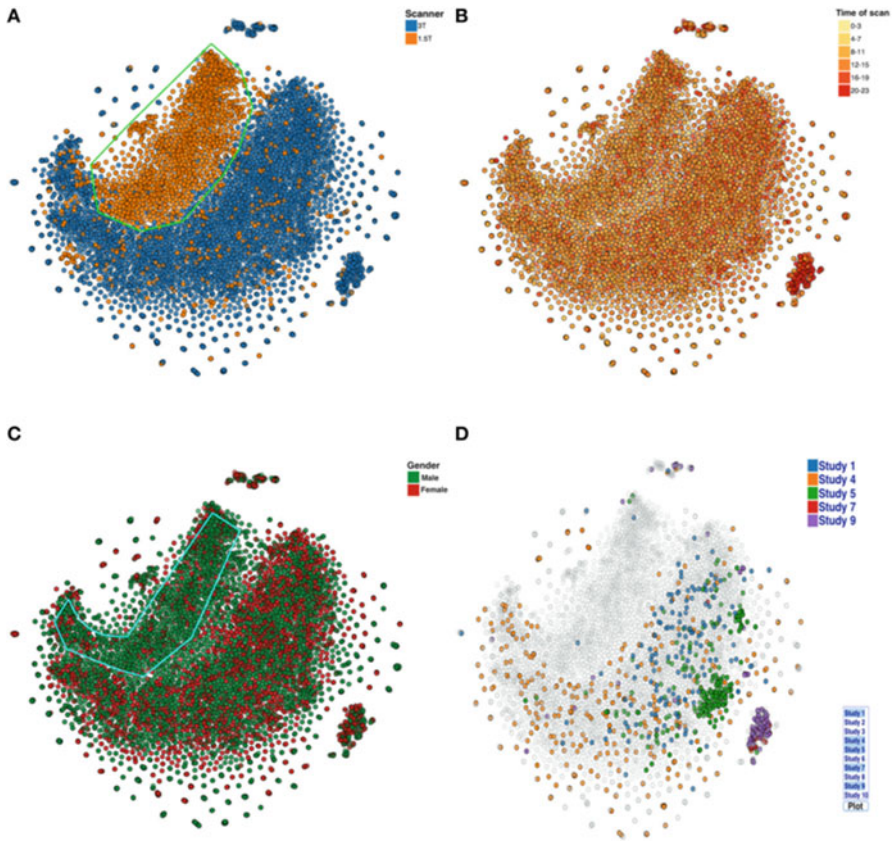 A
Scanner
3T
1.5T
B
Time of scan
0-3
4-7
8-11
12-15
16-19
20-23
C
Gender
Male
Female
D
Study 1
Study 4
Study 5
Study 7
Study 9
Study 1
Study 2
Study 3
Study 4
Study 5
Study 6
Study 7
Study 8
Study 9
Study 10
Plot